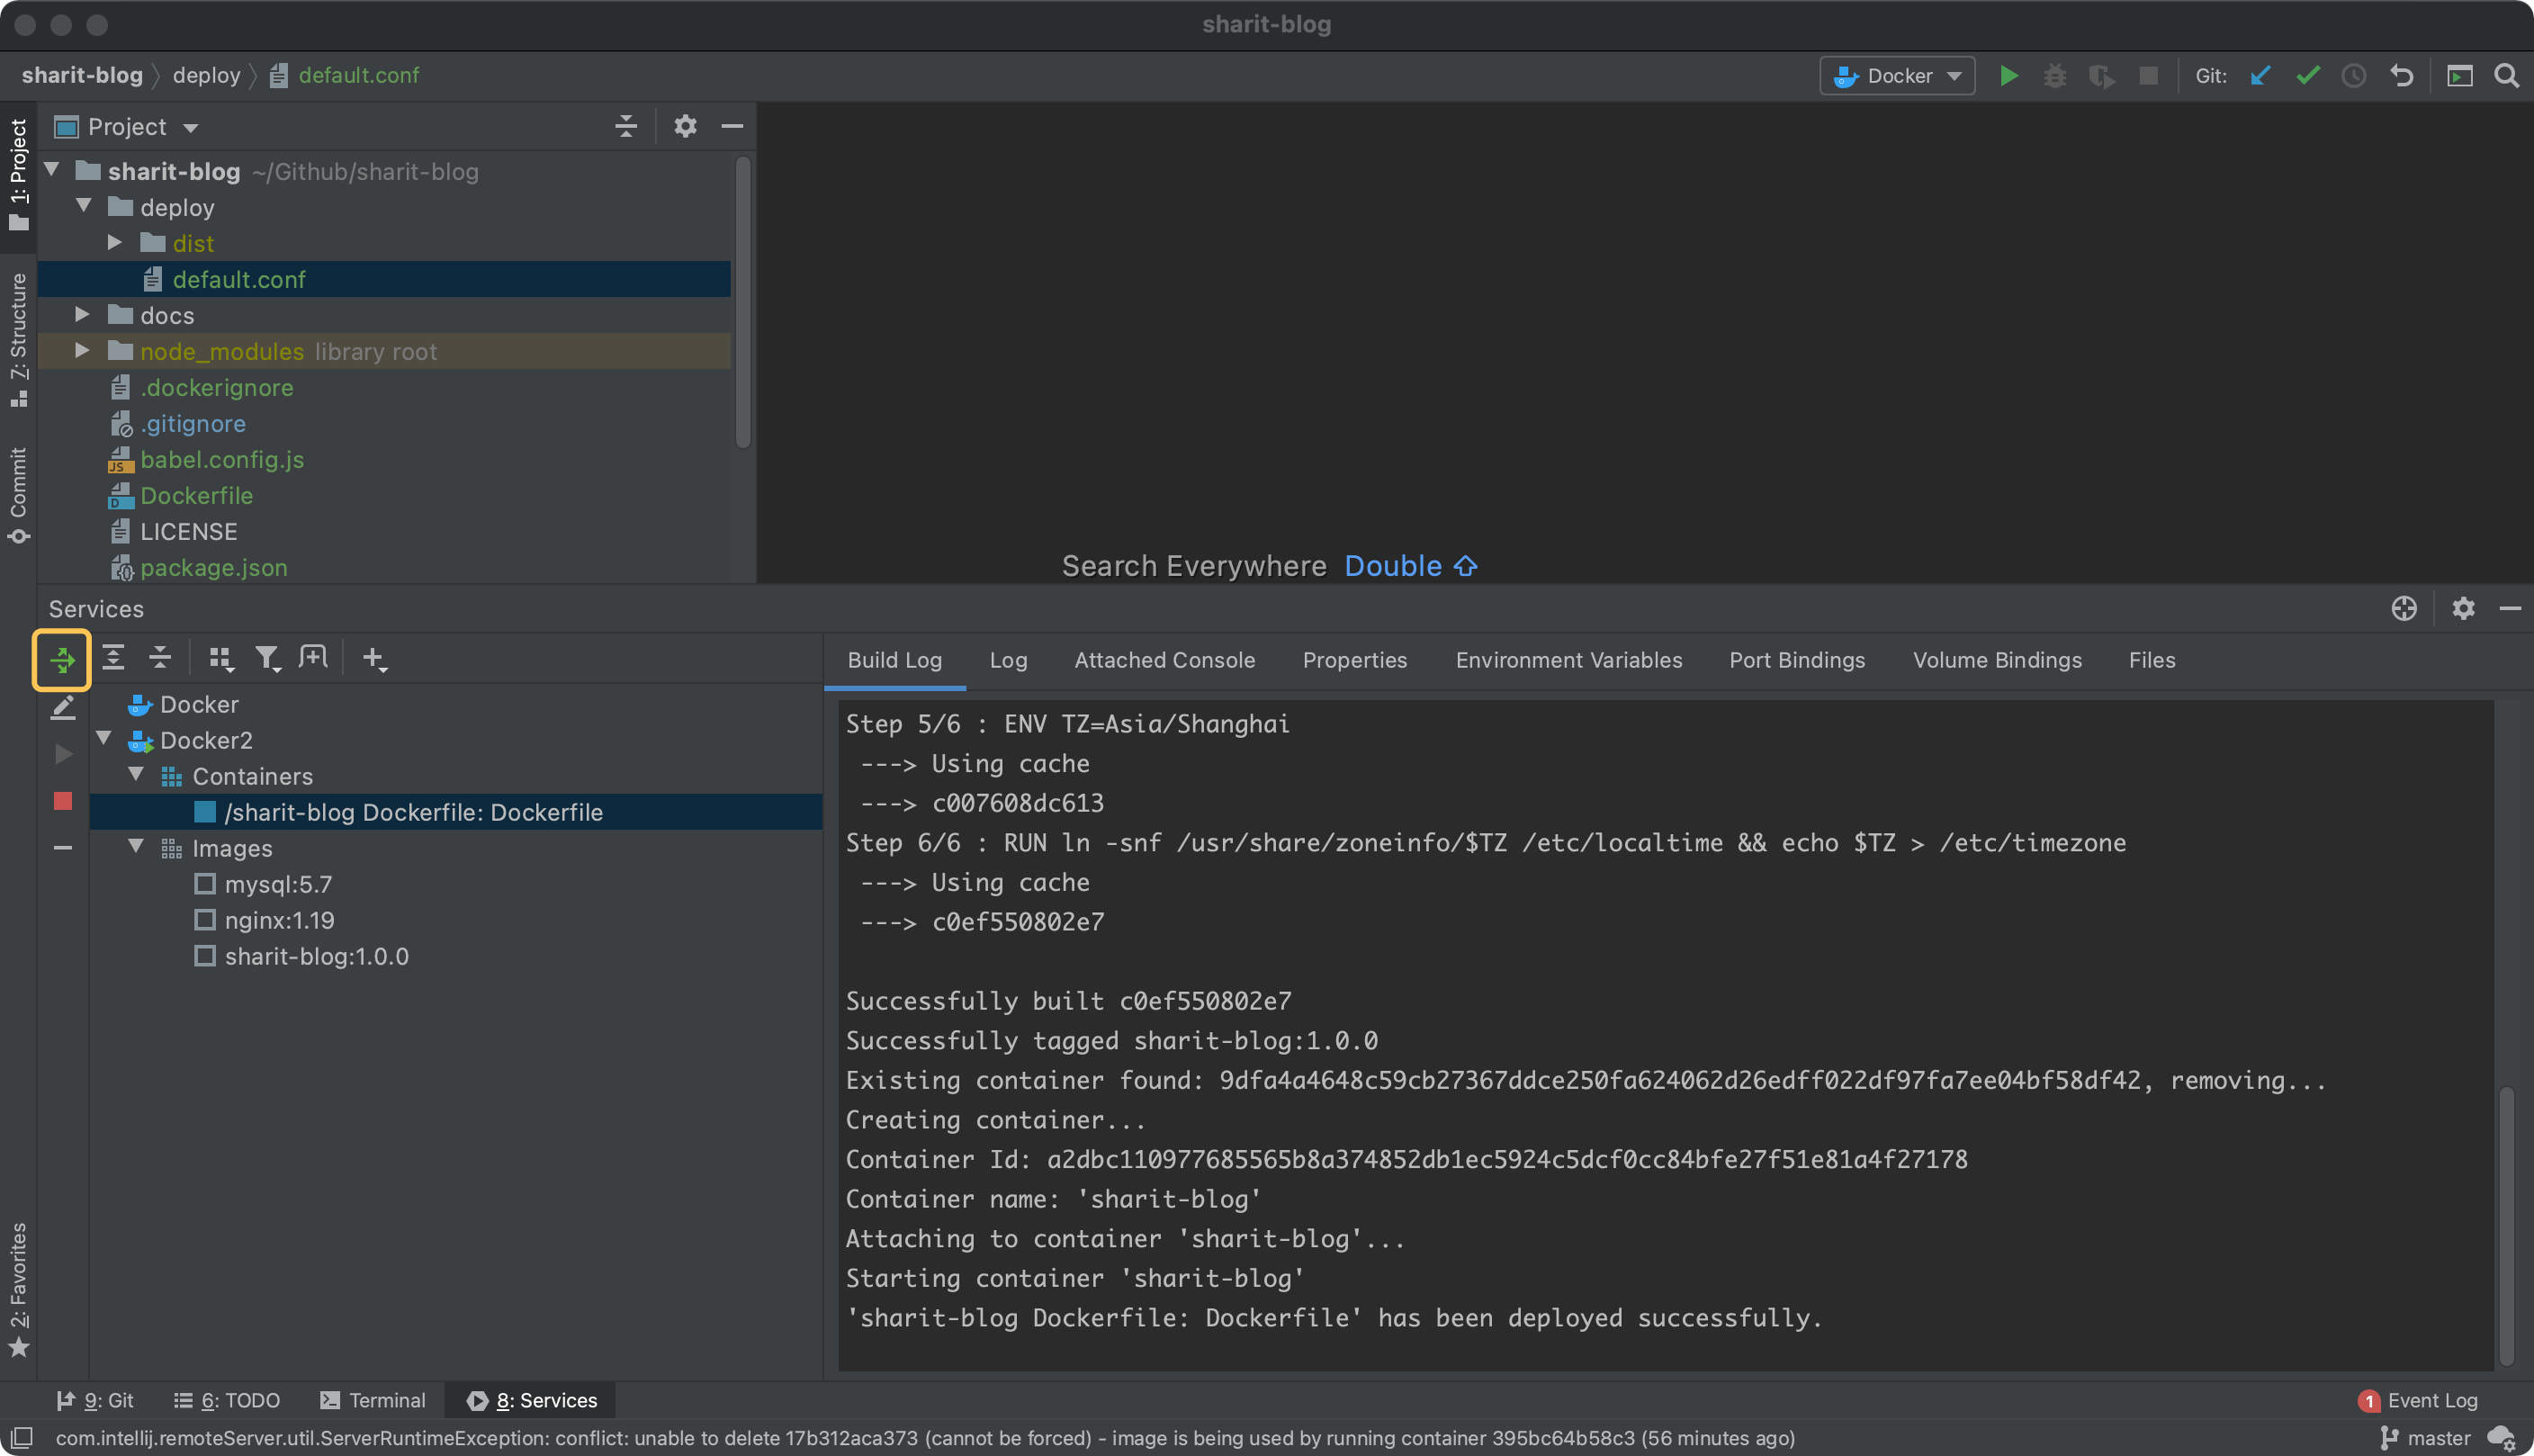 sharit-blog
sharit-blog deploy default.conf
Docker
Git:
1: Project
7: Structure
Commit
2: Favorites
Project
sharit-blog ~/Github/sharit-blog
deploy
dist
default.conf
docs
node_modules library root
.dockerignore
.gitignore
babel.config.js
Dockerfile
LICENSE
package.json
Search Everywhere Double ⇧
Services
Docker
Docker2
Containers
/sharit-blog Dockerfile: Dockerfile
Images
mysql:5.7
nginx:1.19
sharit-blog:1.0.0
Build Log Log Attached Console Properties Environment Variables Port Bindings Volume Bindings Files
Step 5/6 : ENV TZ=Asia/Shanghai
---> Using cache
---> c007608dc613
Step 6/6 : RUN ln -snf /usr/share/zoneinfo/$TZ /etc/localtime && echo $TZ > /etc/timezone
---> Using cache
---> c0ef550802e7
Successfully built c0ef550802e7
Successfully tagged sharit-blog:1.0.0
Existing container found: 9dfa4a4648c59cb27367ddce250fa624062d26edff022df97fa7ee04bf58df42, removing...
Creating container...
Container Id: a2dbc110977685565b8a374852db1ec5924c5dcf0cc84bfe27f51e81a4f27178
Container name: 'sharit-blog'
Attaching to container 'sharit-blog'...
Starting container 'sharit-blog'
'sharit-blog Dockerfile: Dockerfile' has been deployed successfully.
9: Git 6: TODO Terminal 8: Services
1 Event Log
com.intellij.remoteServer.util.ServerRuntimeException: conflict: unable to delete 17b312aca373 (cannot be forced) - image is being used by running container 395bc64b58c3 (56 minutes ago)
master